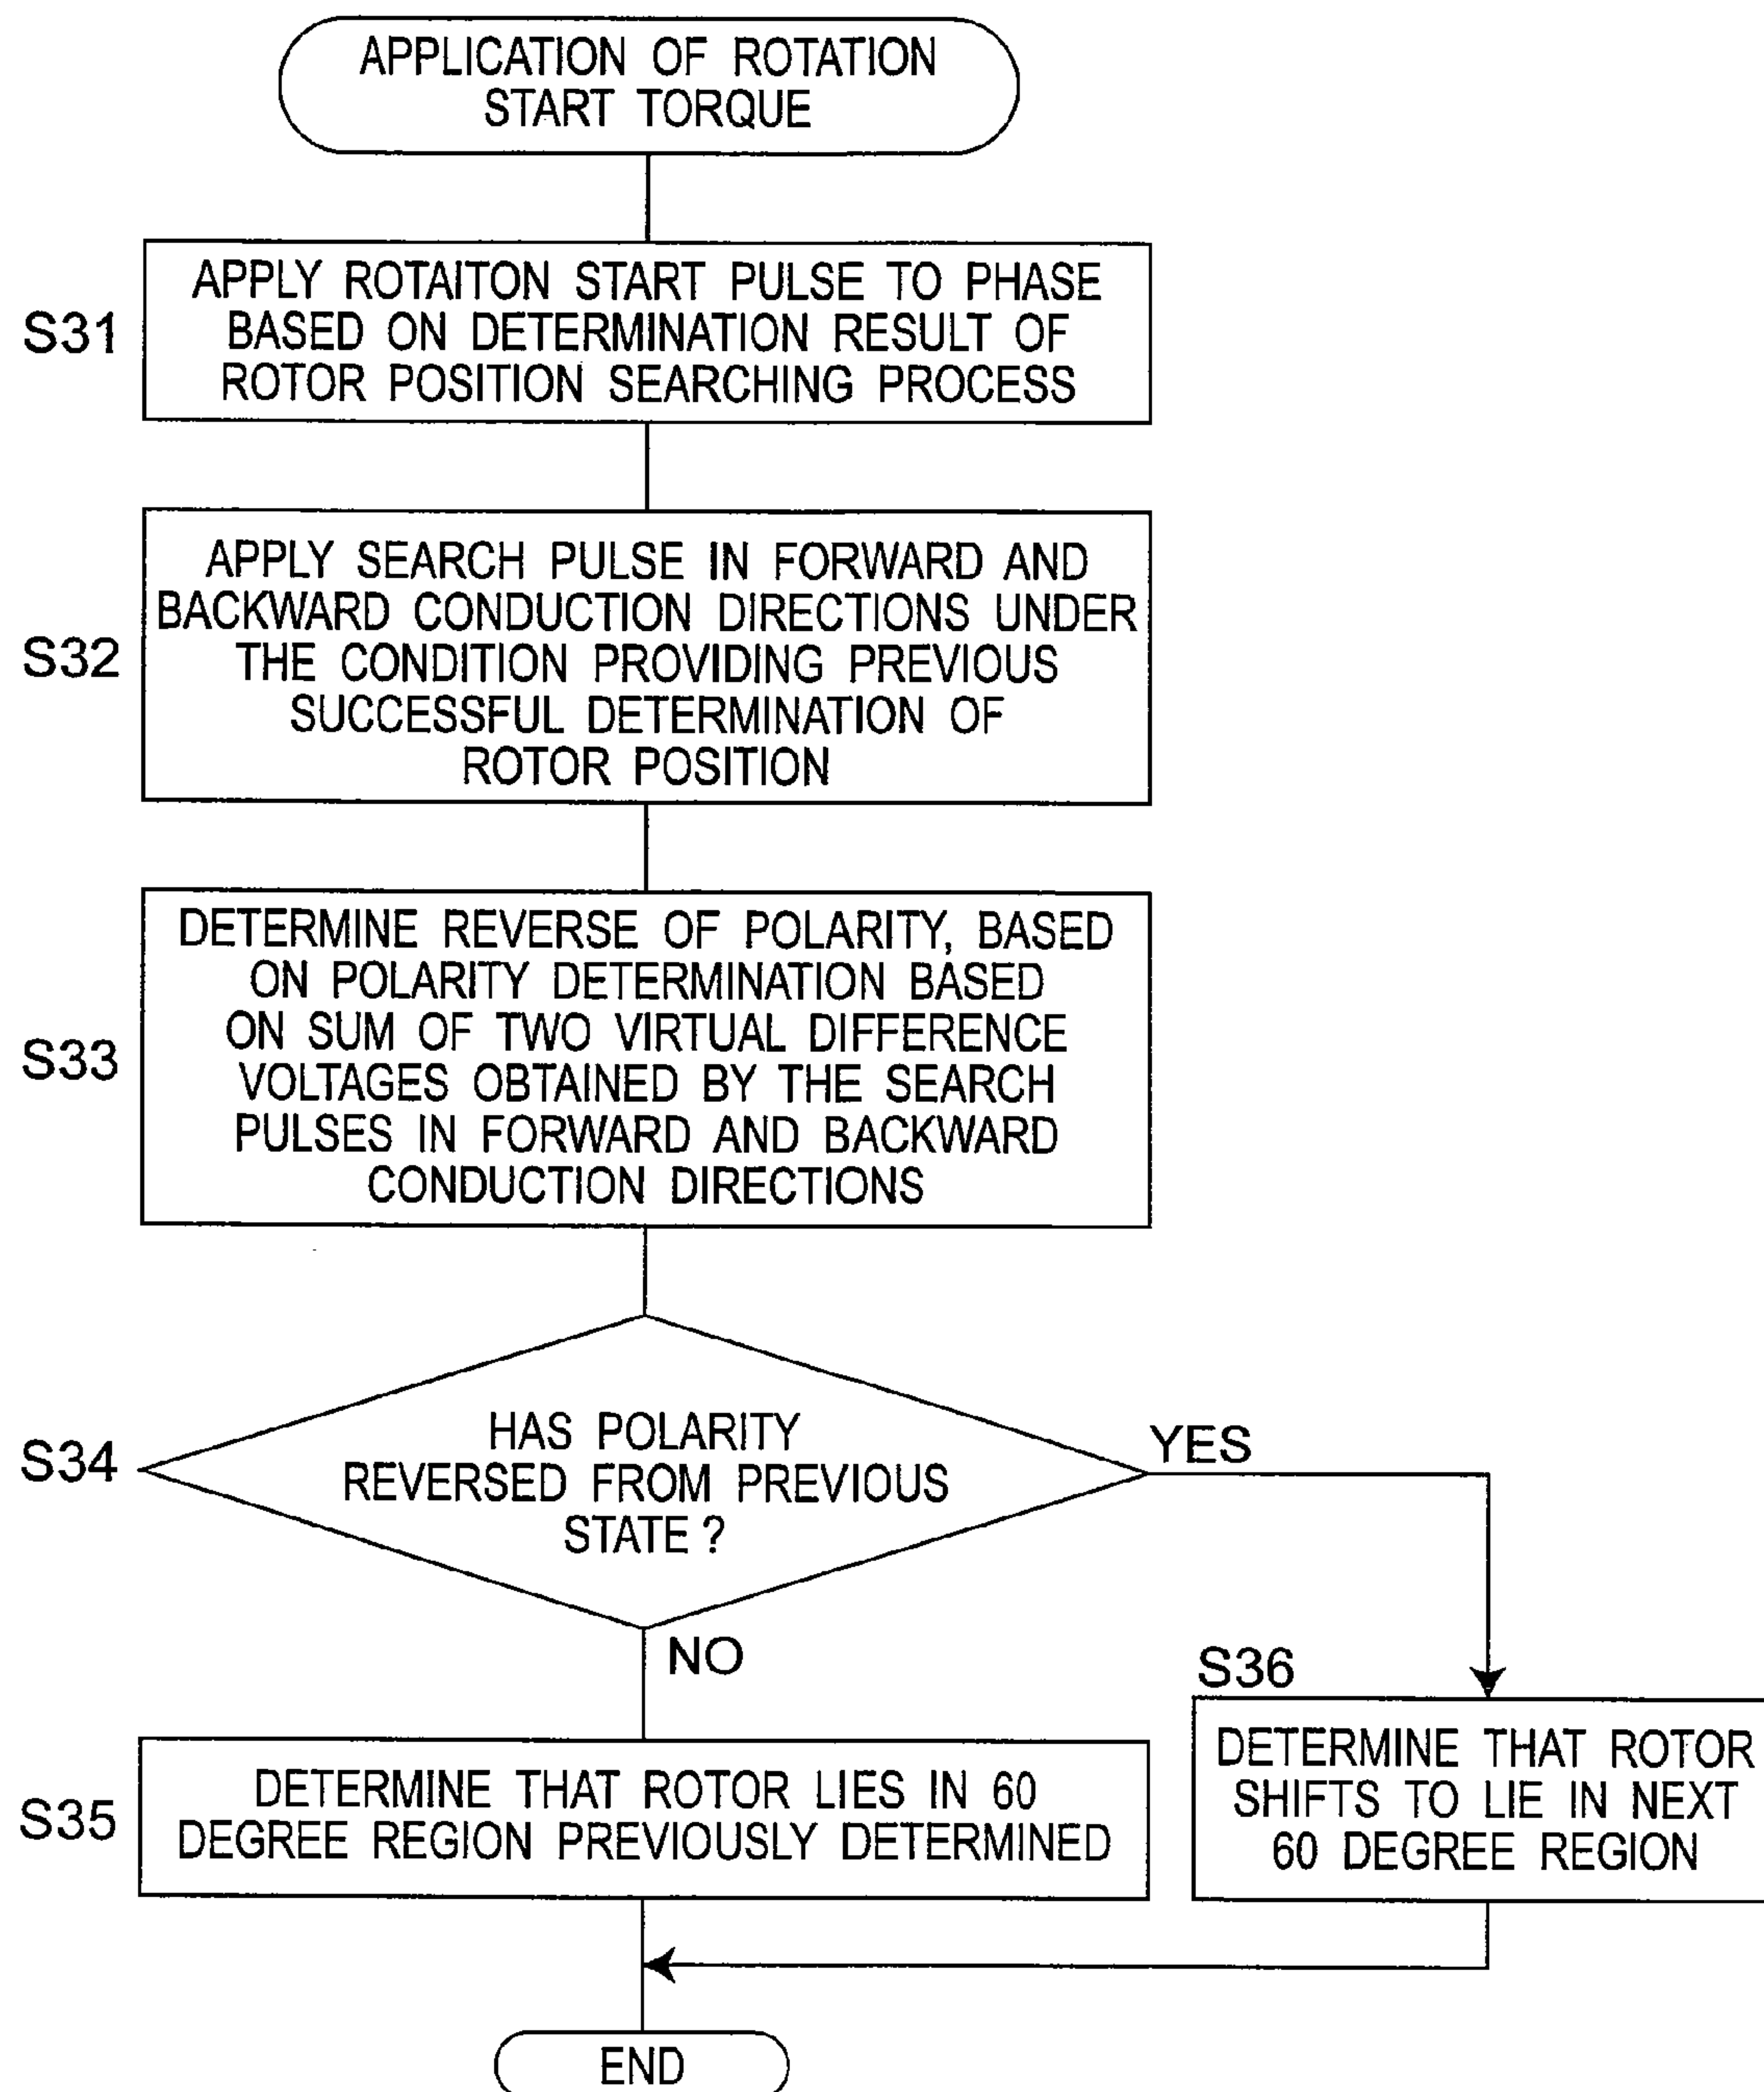 APPLICATION OF ROTATION
START TORQUE
S31
APPLY ROTAITON START PULSE TO PHASE
BASED ON DETERMINATION RESULT OF
ROTOR POSITION SEARCHING PROCESS
S32
APPLY SEARCH PULSE IN FORWARD AND
BACKWARD CONDUCTION DIRECTIONS UNDER
THE CONDITION PROVIDING PREVIOUS
SUCCESSFUL DETERMINATION OF
ROTOR POSITION
S33
DETERMINE REVERSE OF POLARITY, BASED
ON POLARITY DETERMINATION BASED
ON SUM OF TWO VIRTUAL DIFFERENCE
VOLTAGES OBTAINED BY THE SEARCH
PULSES IN FORWARD AND BACKWARD
CONDUCTION DIRECTIONS
S34
HAS POLARITY
REVERSED FROM PREVIOUS
STATE ?
YES
NO
S35
DETERMINE THAT ROTOR LIES IN 60
DEGREE REGION PREVIOUSLY DETERMINED
S36
DETERMINE THAT ROTOR
SHIFTS TO LIE IN NEXT
60 DEGREE REGION
END